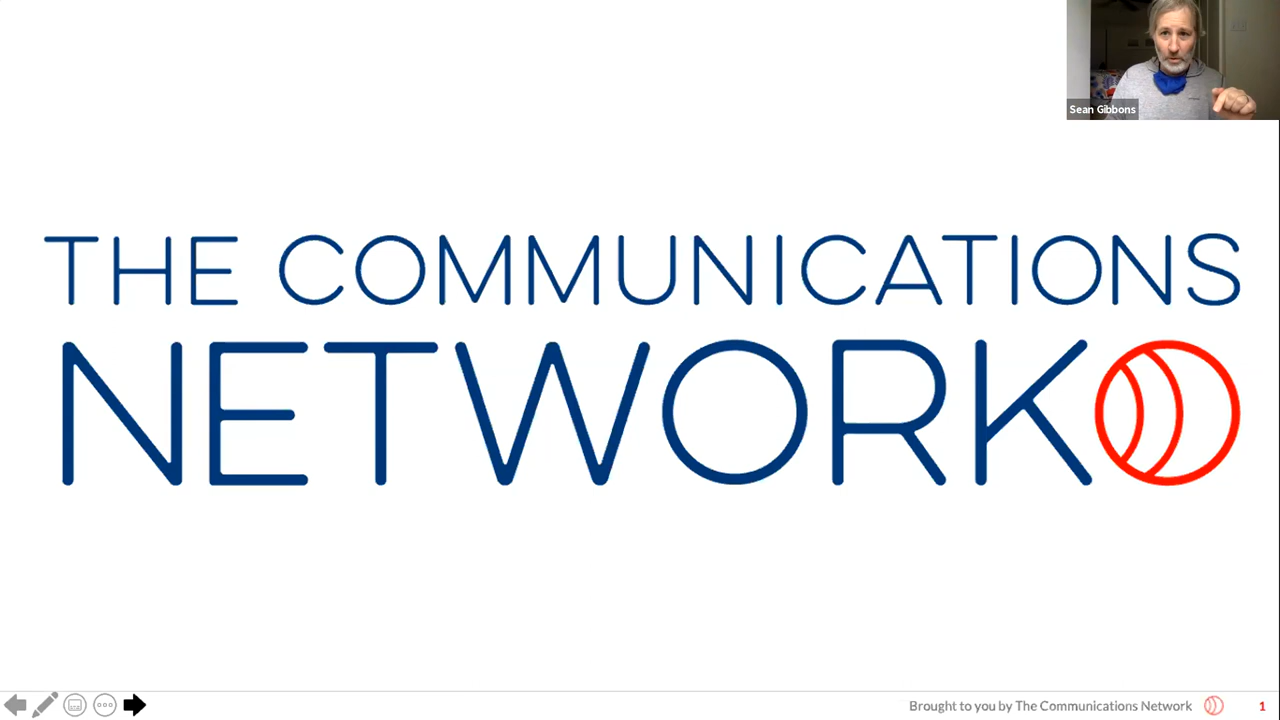 Sean Gibbons
THE COMMUNICATIONS
NETWORK
Brought to you by The Communications Network 1